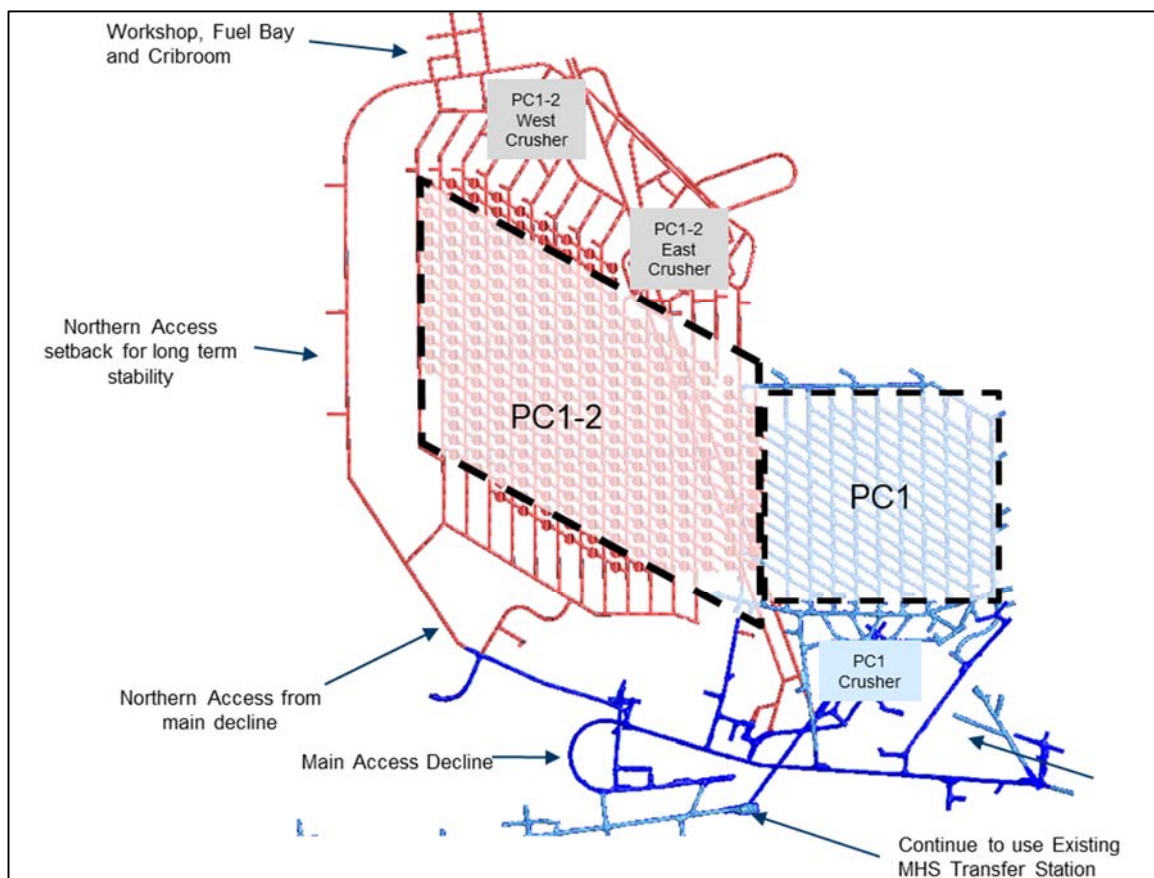 Workshop, Fuel Bay
and Cribroom
PC1-2
West
Crusher
PC1-2
East
Crusher
Northern Access
setback for long term
stability
PC1-2
PC1
PC1
Crusher
Northern Access from
main decline
Main Access Decline
Continue to use Existing
MHS Transfer Station